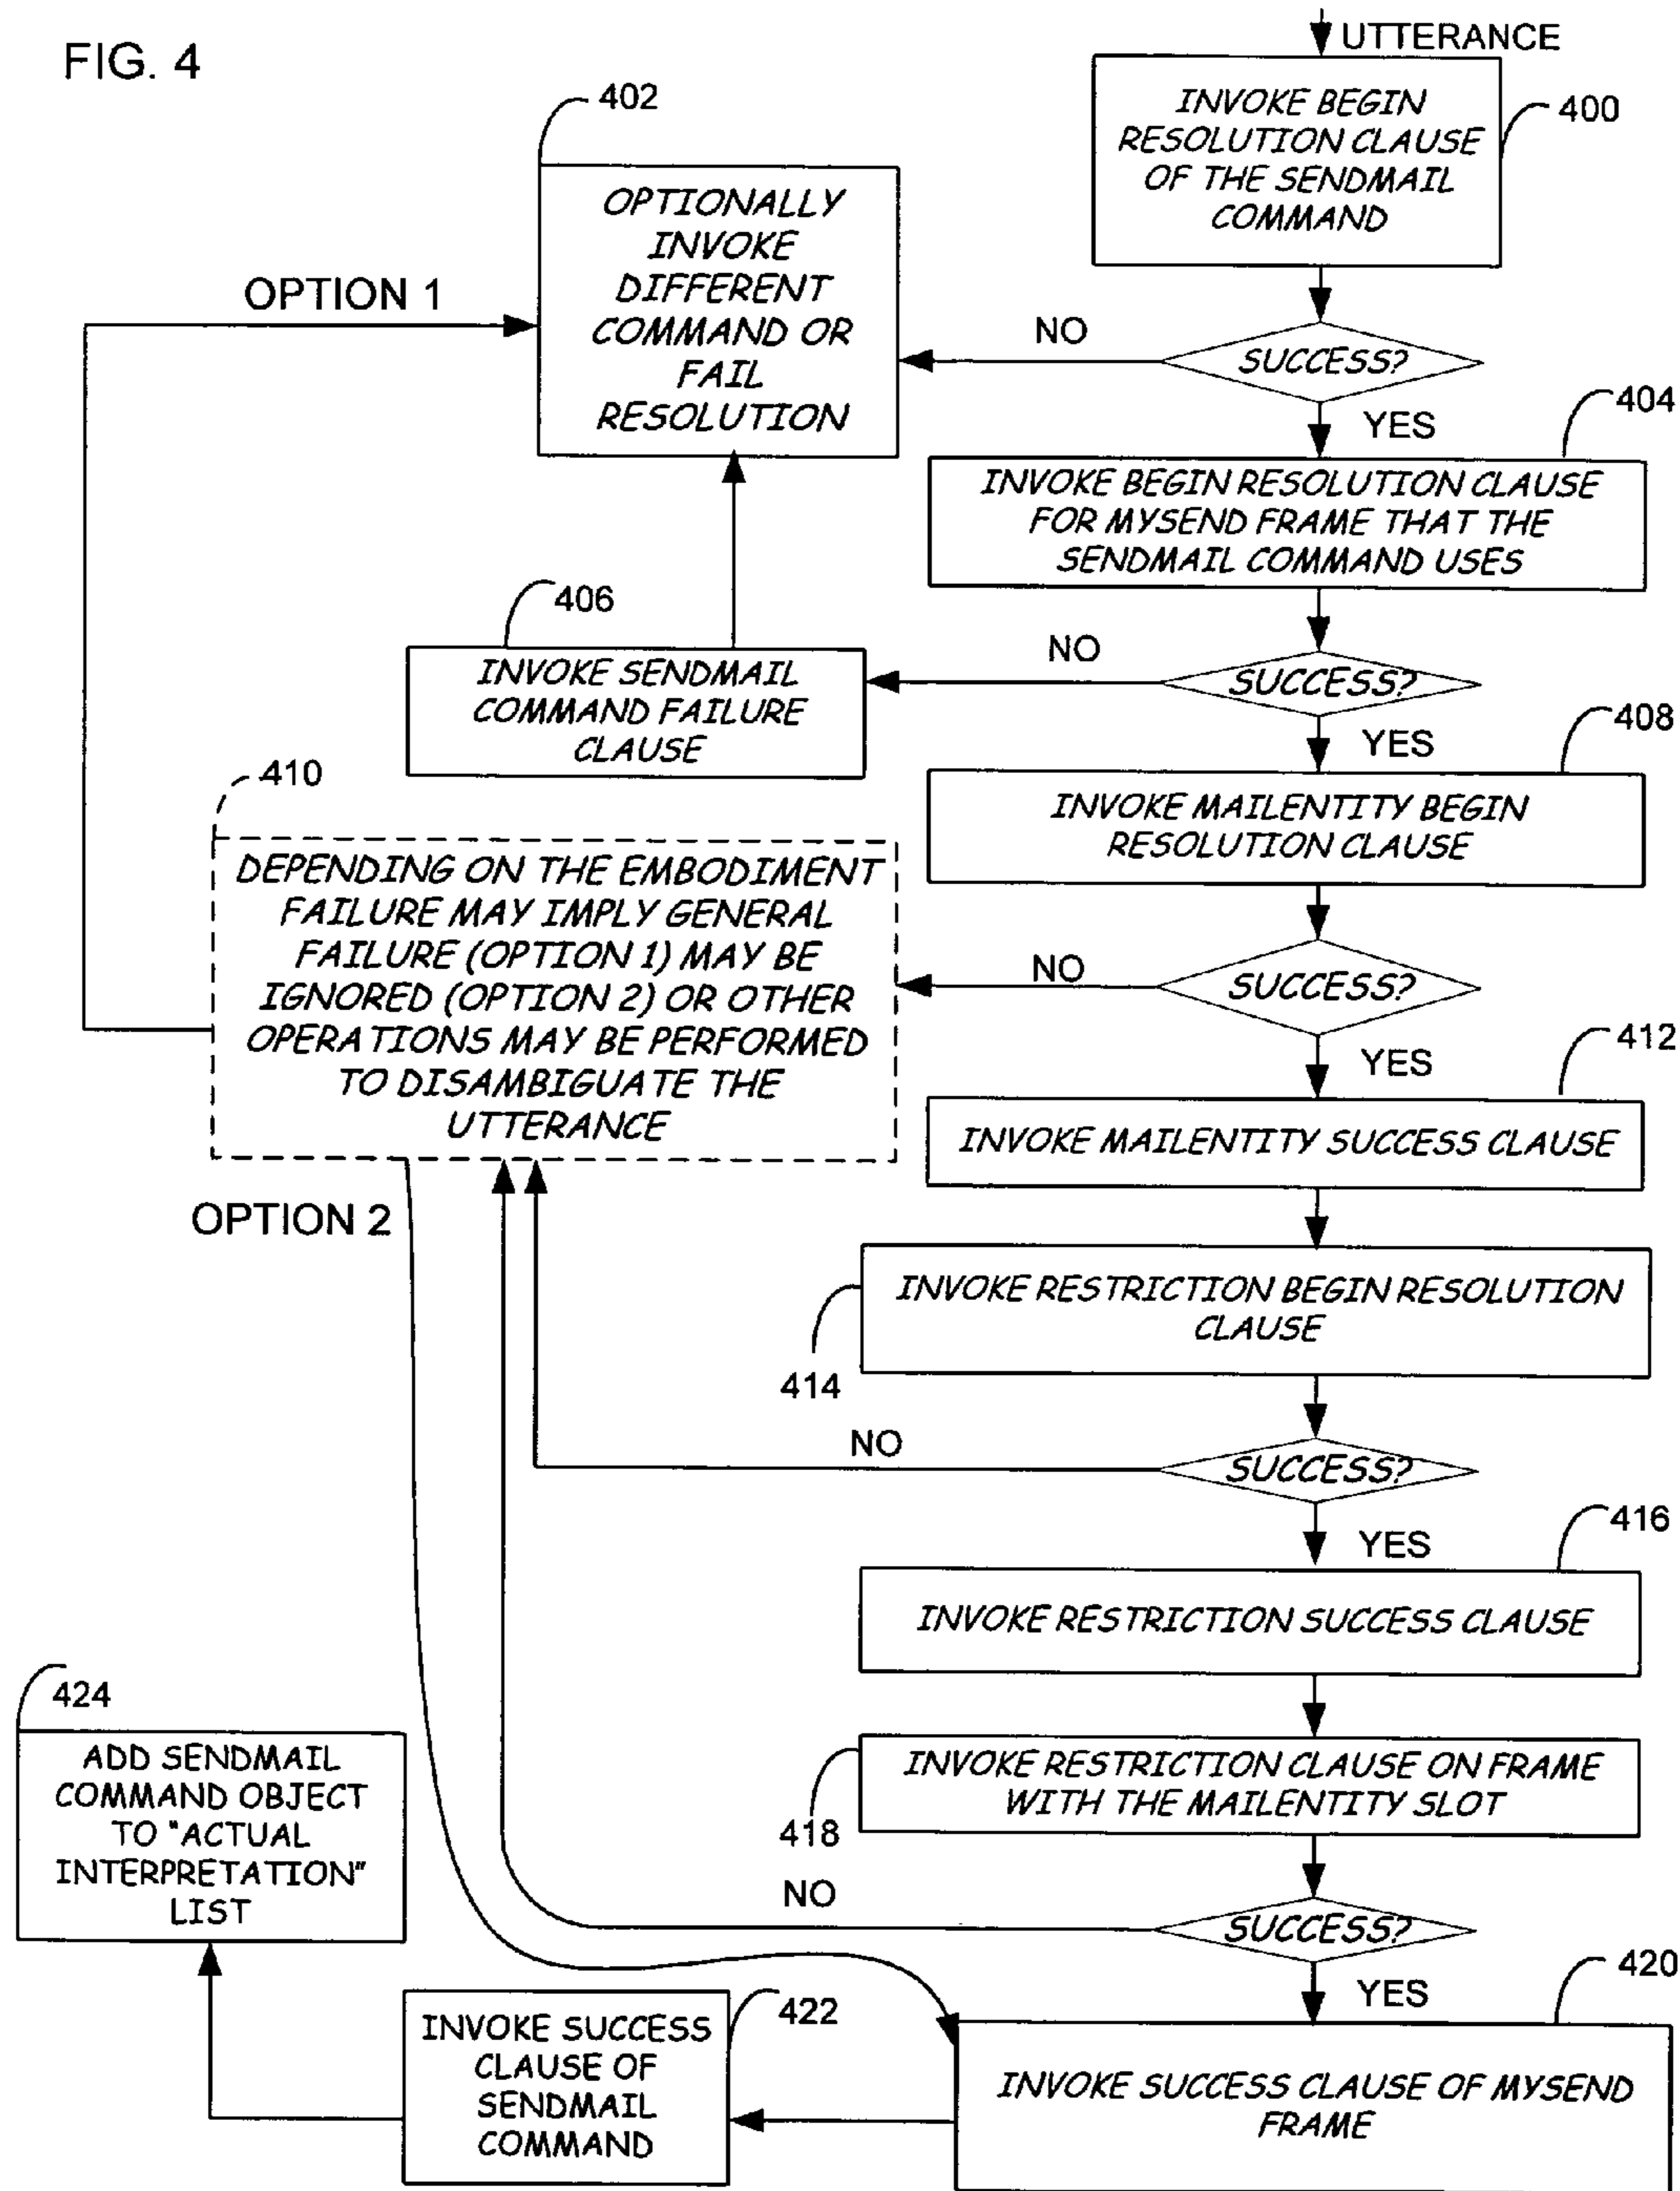 FIG. 4
UTTERANCE
INVOKE BEGIN
RESOLUTION CLAUSE
OF THE SENDMAIL
COMMAND
400
402
OPTIONALLY
INVOKE
DIFFERENT
COMMAND OR
FAIL
RESOLUTION
OPTION 1
NO
SUCCESS?
YES
404
INVOKE BEGIN RESOLUTION CLAUSE
FOR MYSEND FRAME THAT THE
SENDMAIL COMMAND USES
406
INVOKE SENDMAIL
COMMAND FAILURE
CLAUSE
NO
SUCCESS?
YES
408
INVOKE MAILENTITY BEGIN
RESOLUTION CLAUSE
410
DEPENDING ON THE EMBODIMENT
FAILURE MAY IMPLY GENERAL
FAILURE (OPTION 1) MAY BE
IGNORED (OPTION 2) OR OTHER
OPERATIONS MAY BE PERFORMED
TO DISAMBIGUATE THE
UTTERANCE
NO
SUCCESS?
YES
412
INVOKE MAILENTITY SUCCESS CLAUSE
OPTION 2
INVOKE RESTRICTION BEGIN RESOLUTION
CLAUSE
414
NO
SUCCESS?
YES
416
INVOKE RESTRICTION SUCCESS CLAUSE
INVOKE RESTRICTION CLAUSE ON FRAME
WITH THE MAILENTITY SLOT
418
NO
SUCCESS?
YES
420
INVOKE SUCCESS CLAUSE OF MYSEND
FRAME
422
INVOKE SUCCESS
CLAUSE OF
SENDMAIL
COMMAND
424
ADD SENDMAIL
COMMAND OBJECT
TO "ACTUAL
INTERPRETATION"
LIST